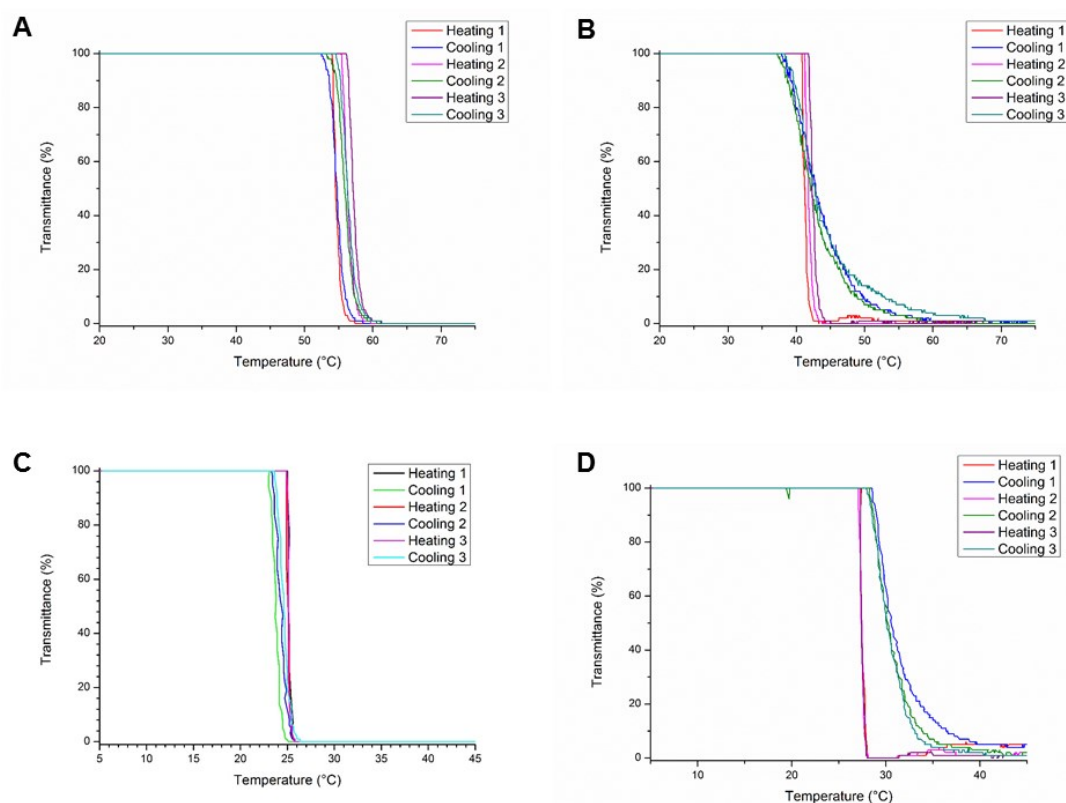 A
Heating 1
Cooling 1
Heating 2
Cooling 2
Heating 3
Cooling 3
Transmittance (%)
100
80
60
40
20
0
20 30 40 50 60 70
Temperature (°C)
B
Heating 1
Cooling 1
Heating 2
Cooling 2
Heating 3
Cooling 3
Transmittance (%)
100
80
60
40
20
0
20 30 40 50 60 70
Temperature (°C)
C
Heating 1
Cooling 1
Heating 2
Cooling 2
Heating 3
Cooling 3
Transmittance (%)
100
80
60
40
20
0
5 10 15 20 25 30 35 40 45
Temperature (°C)
D
Heating 1
Cooling 1
Heating 2
Cooling 2
Heating 3
Cooling 3
Transmittance (%)
100
80
60
40
20
0
10 20 30 40
Temperature (°C)